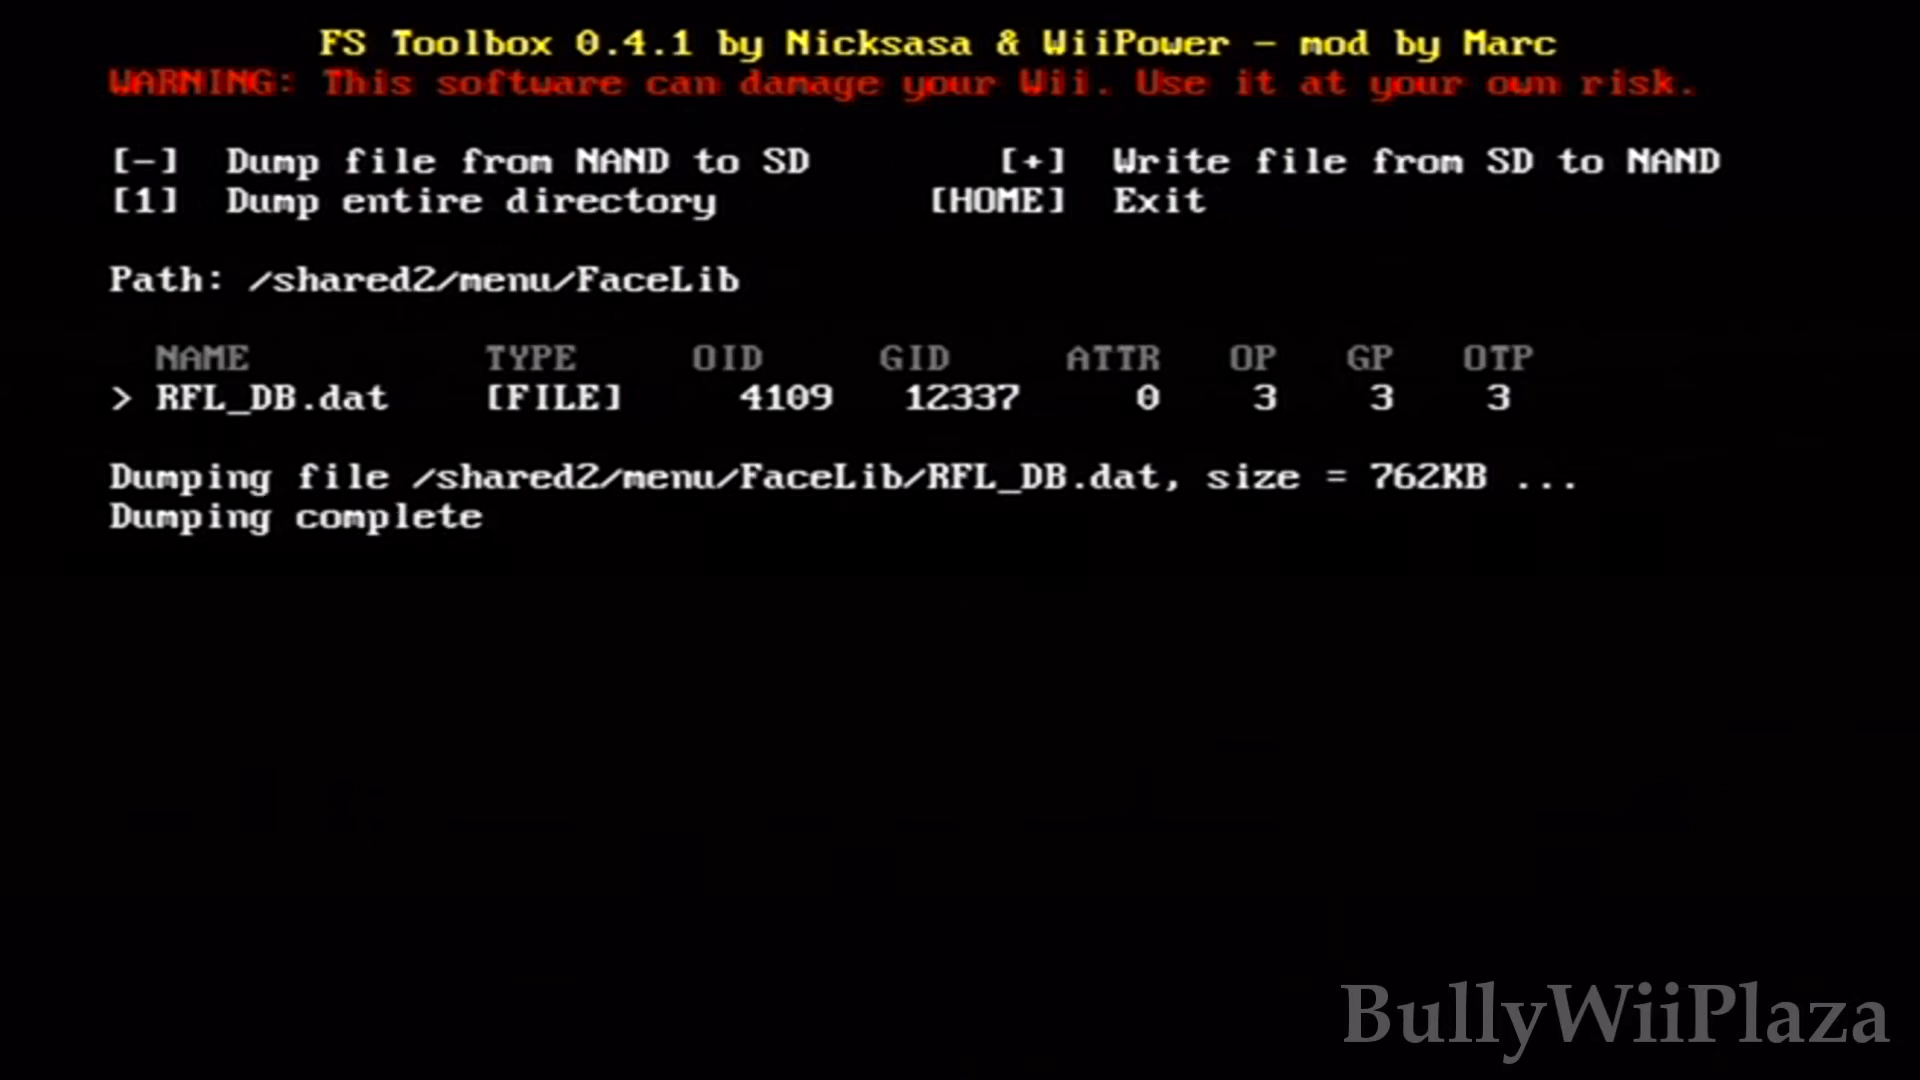 FS Toolbox 0.4.1 by Nicksasa & WiiPower - mod by Marc
WARNING: This software can damage your Wii. Use it at your own risk.
[-] Dump file from NAND to SD [+] Write file from SD to NAND
[1] Dump entire directory [HOME] Exit
Path: /shared2/menu/FaceLib
NAME TYPE OID GID ATTR OP GP OTP
> RFL_DB.dat [FILE] 4109 12337 0 3 3 3
Dumping file /shared2/menu/FaceLib/RFL_DB.dat, size = 762KB ...
Dumping complete
BullyWiiPlaza